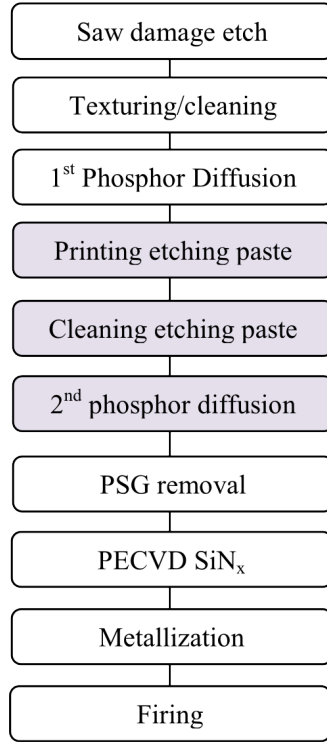 Saw damage etch
Texturing/cleaning
1st Phosphor Diffusion
Printing etching paste
Cleaning etching paste
2nd phosphor diffusion
PSG removal
PECVD SiNx
Metallization
Firing